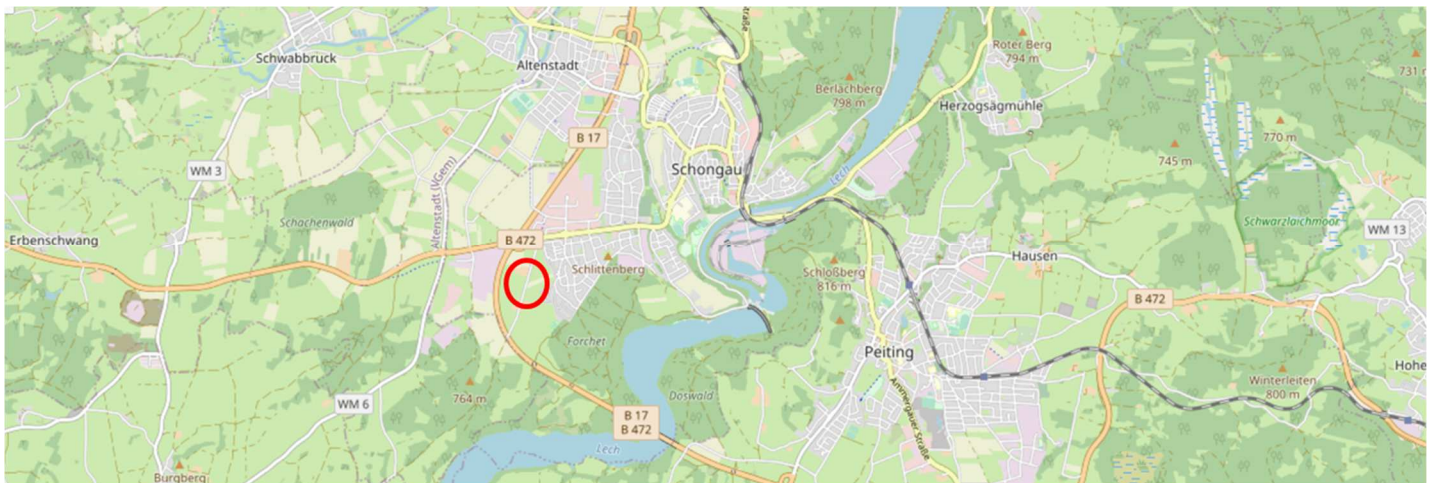 Schwabbruck
Altenstadt
Roter Berg
794 m
Berlachberg
798 m
Herzogsägmühle
770 m
745 m
B 17
WM 3
Schongau
Lech
Altenstadt (VGem)
Schachenwald
Schwarzlaichmoor
WM 13
Erbenschwang
B 472
Schlittenberg
Schloßberg
816 m
Hausen
B 472
Forchet
Peiting
Hohe
764 m
Doswald
Winterleiten
800 m
WM 6
Ammergauer Straße
B 17
B 472
Lech
Burgberg